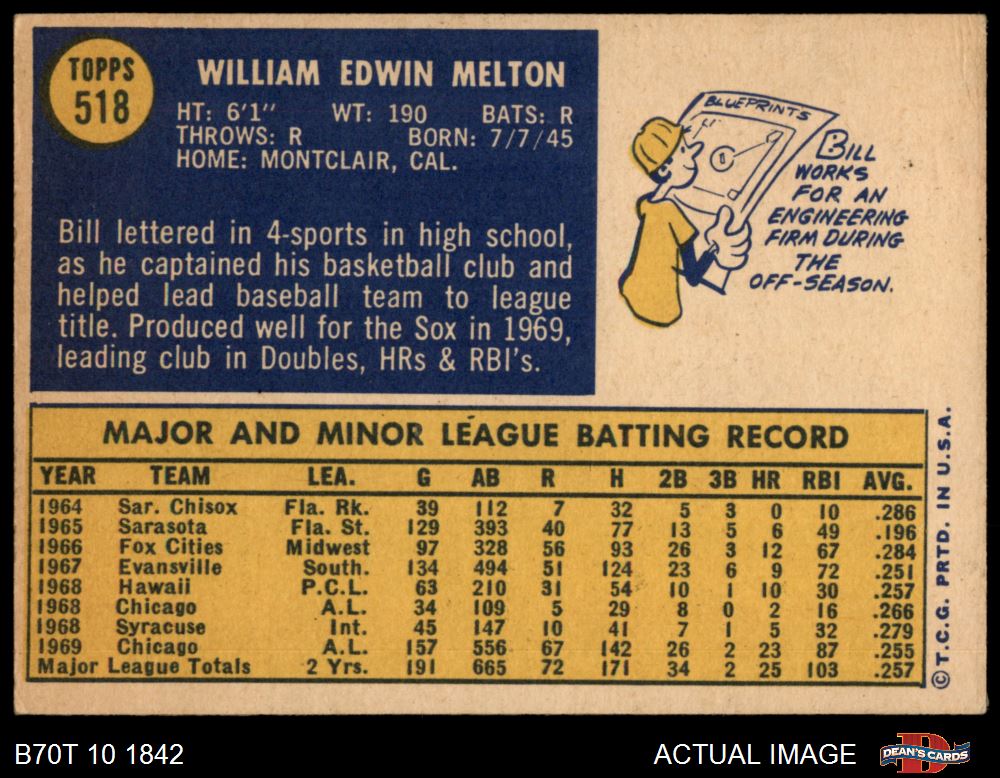 TOPPS
518
WILLIAM EDWIN MELTON
HT: 6'1" WT: 190 BATS: R
THROWS: R BORN: 7/7/45
HOME: MONTCLAIR, CAL.
Bill lettered in 4-sports in high school,
as he captained his basketball club and
helped lead baseball team to league
title. Produced well for the Sox in 1969,
leading club in Doubles, HRs & RBI's.
BLUEPRINTS
BILL
WORKS
FOR AN
ENGINEERING
FIRM DURING
THE
OFF-SEASON.
MAJOR AND MINOR LEAGUE BATTING RECORD
YEAR TEAM LEA. G AB R H 2B 3B HR RBI AVG.
1964 Sar. Chisox Fla. Rk. 39 112 7 32 5 3 0 10 .286
1965 Sarasota Fla. St. 129 393 40 77 13 5 6 49 .196
1966 Fox Cities Midwest 97 328 56 93 26 3 12 67 .284
1967 Evansville South. 134 494 51 124 23 6 9 72 .251
1968 Hawaii P.C.L. 63 210 31 54 10 1 10 30 .257
1968 Chicago A.L. 34 109 5 29 8 0 2 16 .266
1968 Syracuse Int. 45 147 10 41 7 1 5 32 .279
1969 Chicago A.L. 157 556 67 142 26 2 23 87 .255
Major League Totals 2 Yrs. 191 665 72 171 34 2 25 103 .257
©T.C.G. PRTD. IN U.S.A.
B70T 10 1842
ACTUAL IMAGE
DEAN'S CARDS